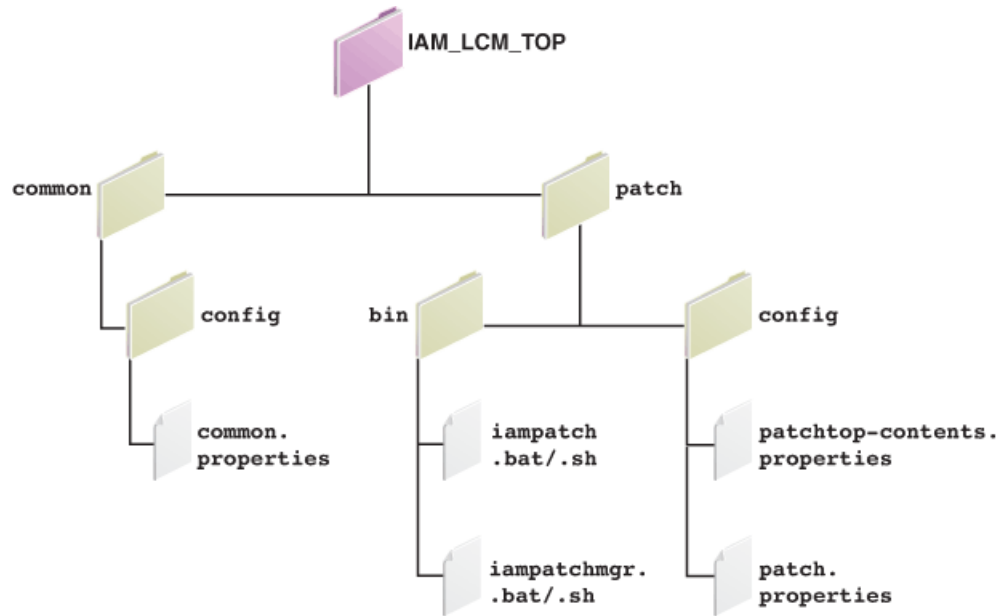 IAM_LCM_TOP
common
patch
config
bin
config
common.
properties
iampatch
.bat/.sh
patchtop-contents.
properties
iampatchmgr.
.bat/.sh
patch.
properties